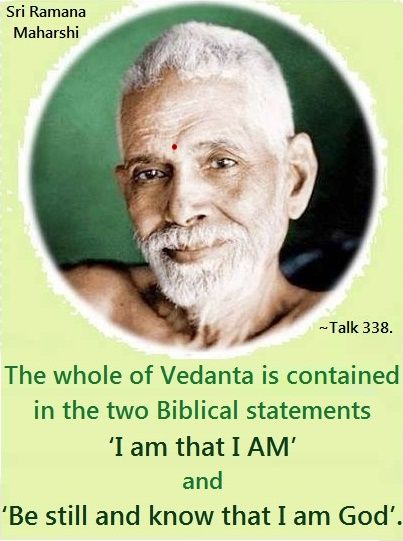 Sri Ramana
Maharshi
~Talk 338.
The whole of Vedanta is contained
in the two Biblical statements
‘I am that I AM’
and
‘Be still and know that I am God’.